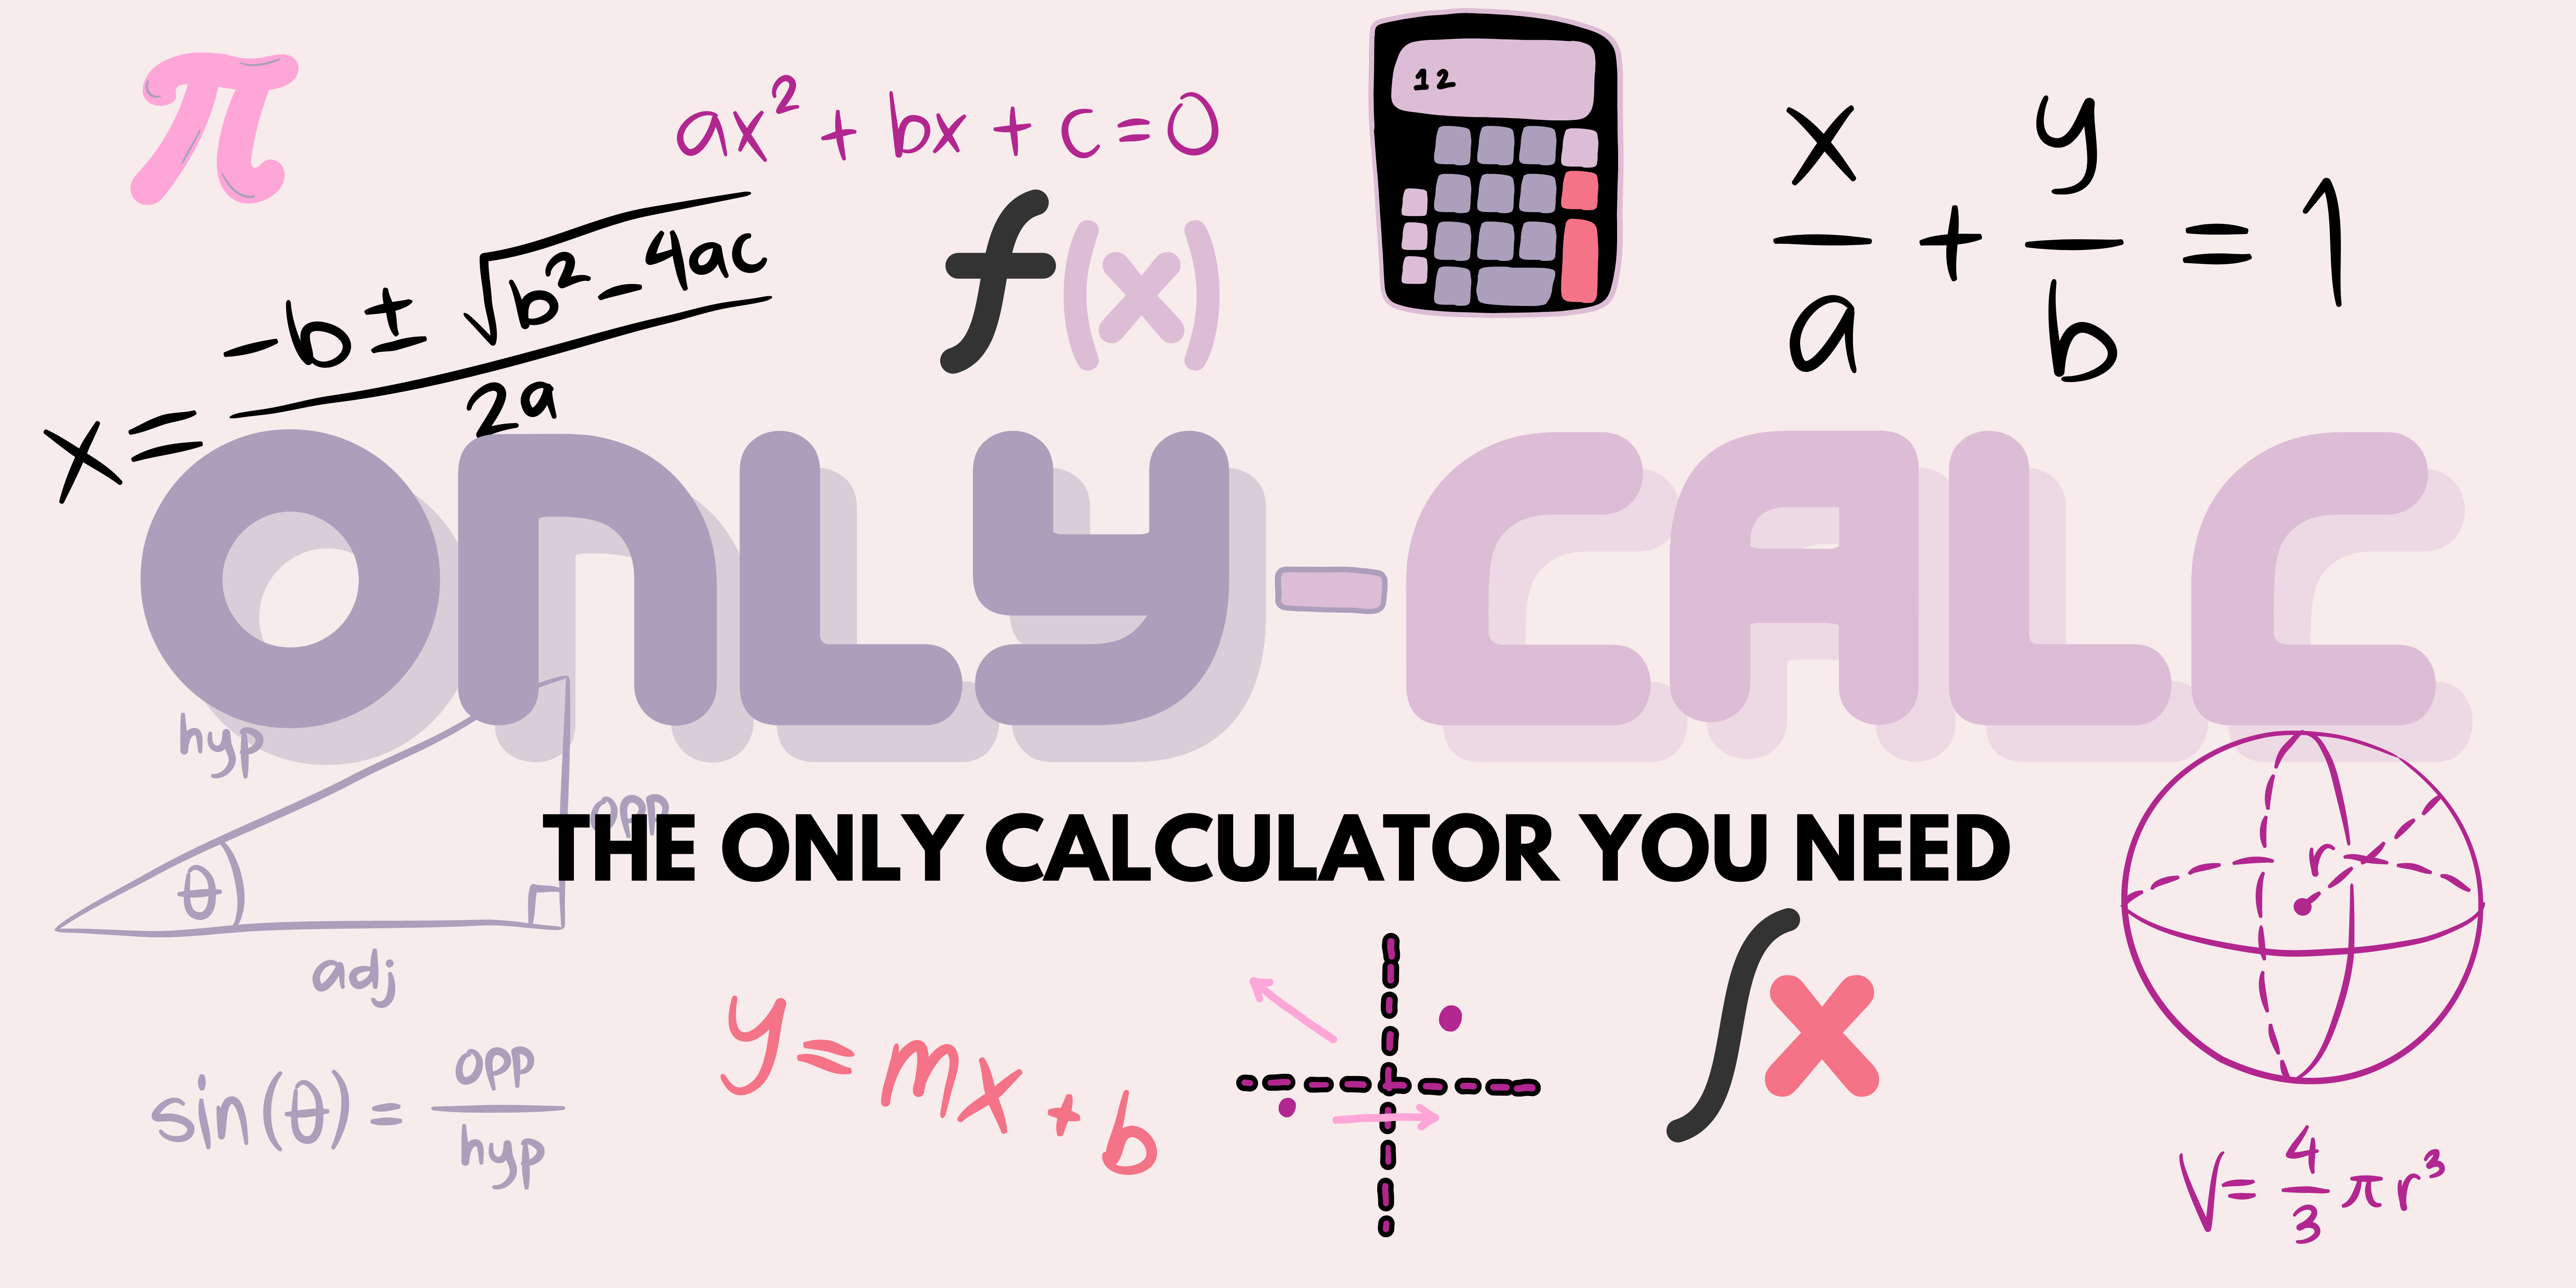 π
ax² + bx + c = 0
12
x/a + y/b = 1
x = -b ± √b² - 4ac / 2a
f(x)
ONLY-CALC
hyp
opp
THE ONLY CALCULATOR YOU NEED
θ
r
adj
sin(θ) = opp/hyp
y = mx + b
∫x
V = 4/3 πr³